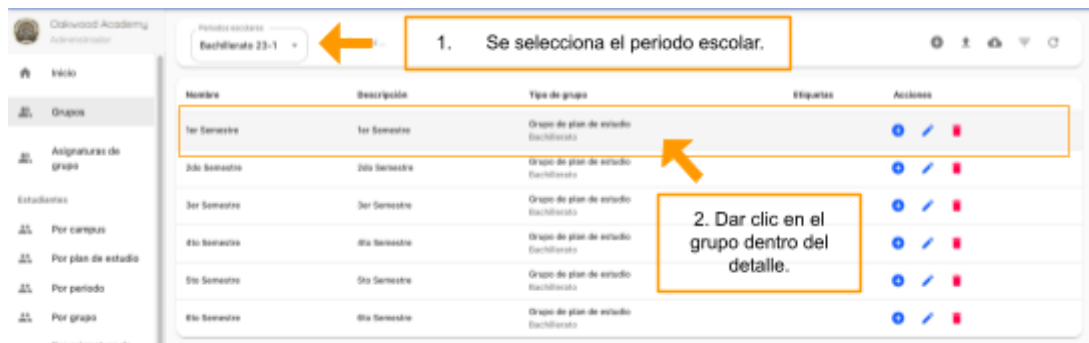 Oakwood Academy
Administrador
Periodos escolares
Bachillerato 23-1
1. Se selecciona el periodo escolar.
Inicio
Grupos
Asignaturas de
grupo
Estudiantes
Por campus
Por plan de estudio
Por periodo
Por grupo
Nombre Descripción Tipo de grupo Etiquetas Acciones
1er Semestre 1er Semestre Grupo de plan de estudio
Bachillerato
2do Semestre 2do Semestre Grupo de plan de estudio
Bachillerato
3er Semestre 3er Semestre Grupo de plan de estudio
Bachillerato
4to Semestre 4to Semestre Grupo de plan de estudio
Bachillerato
5to Semestre 5to Semestre Grupo de plan de estudio
Bachillerato
6to Semestre 6to Semestre Grupo de plan de estudio
Bachillerato
2. Dar clic en el
grupo dentro del
detalle.